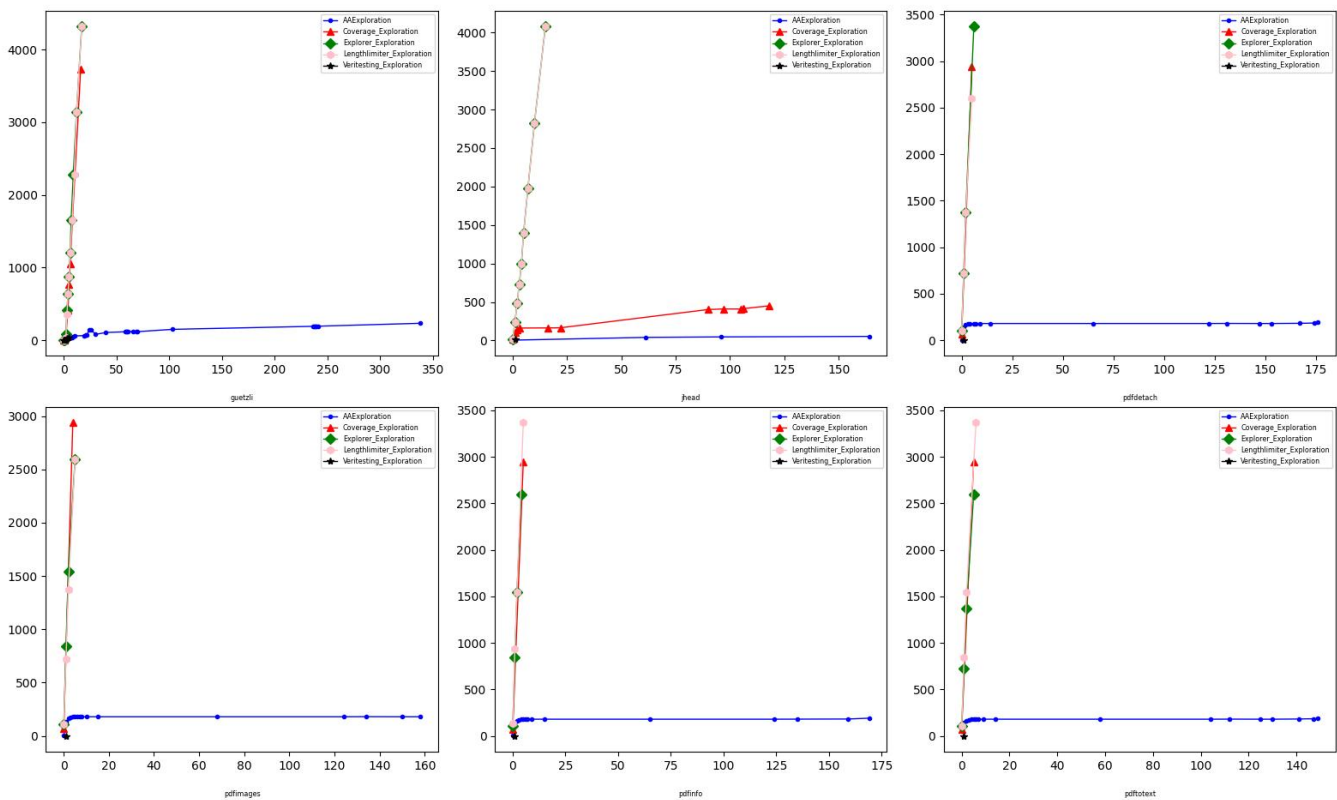 4000
3000
2000
1000
0
0
50
100
150
200
250
300
350
AAExploration
Coverage_Exploration
Explorer_Exploration
Lengthlimiter_Exploration
Veritesting_Exploration
guetzli
4000
3500
3000
2500
2000
1500
1000
500
0
0
25
50
75
100
125
150
AAExploration
Coverage_Exploration
Explorer_Exploration
Lengthlimiter_Exploration
Veritesting_Exploration
jhead
3500
3000
2500
2000
1500
1000
500
0
0
25
50
75
100
125
150
175
AAExploration
Coverage_Exploration
Explorer_Exploration
Lengthlimiter_Exploration
Veritesting_Exploration
pdfdetach
3000
2500
2000
1500
1000
500
0
0
20
40
60
80
100
120
140
160
AAExploration
Coverage_Exploration
Explorer_Exploration
Lengthlimiter_Exploration
Veritesting_Exploration
pdfimages
3500
3000
2500
2000
1500
1000
500
0
0
25
50
75
100
125
150
175
AAExploration
Coverage_Exploration
Explorer_Exploration
Lengthlimiter_Exploration
Veritesting_Exploration
pdfinfo
3500
3000
2500
2000
1500
1000
500
0
0
20
40
60
80
100
120
140
AAExploration
Coverage_Exploration
Explorer_Exploration
Lengthlimiter_Exploration
Veritesting_Exploration
pdftotext